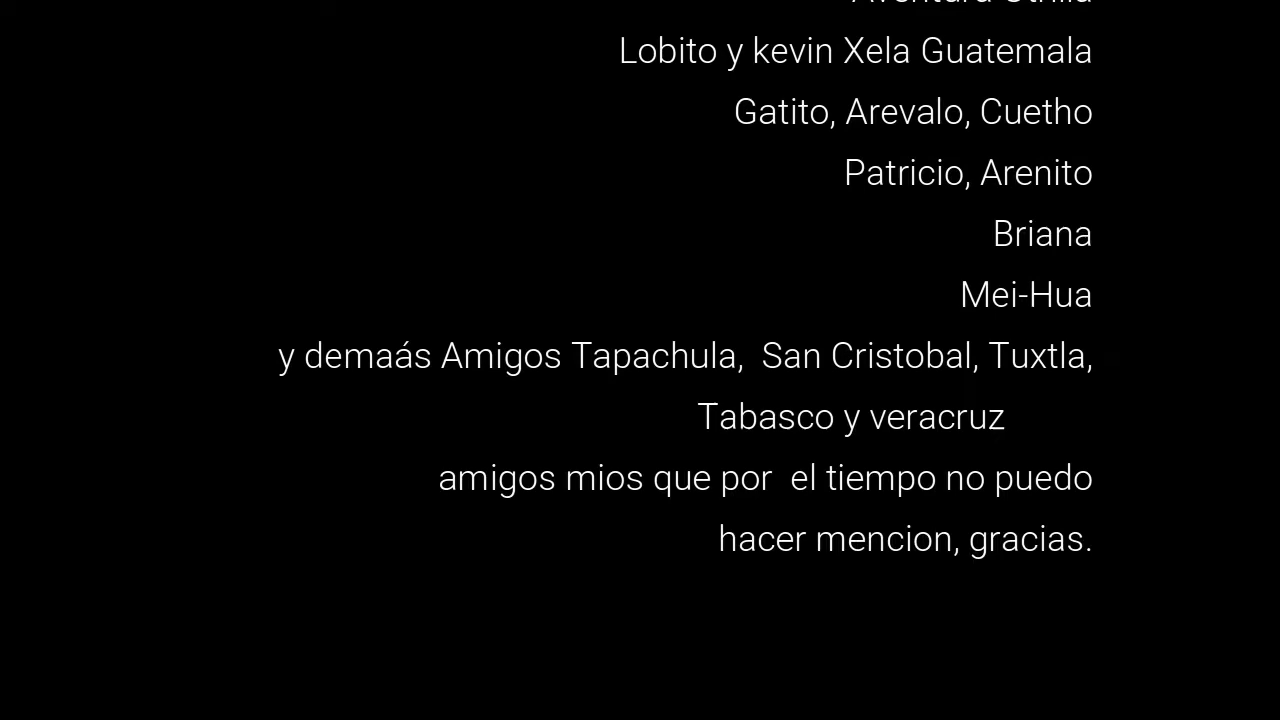 Lobito y kevin Xela Guatemala
Gatito, Arevalo, Cuetho
Patricio, Arenito
Briana
Mei-Hua
y demaás Amigos Tapachula,  San Cristobal, Tuxtla,
Tabasco y veracruz
amigos mios que por  el tiempo no puedo
hacer mencion, gracias.